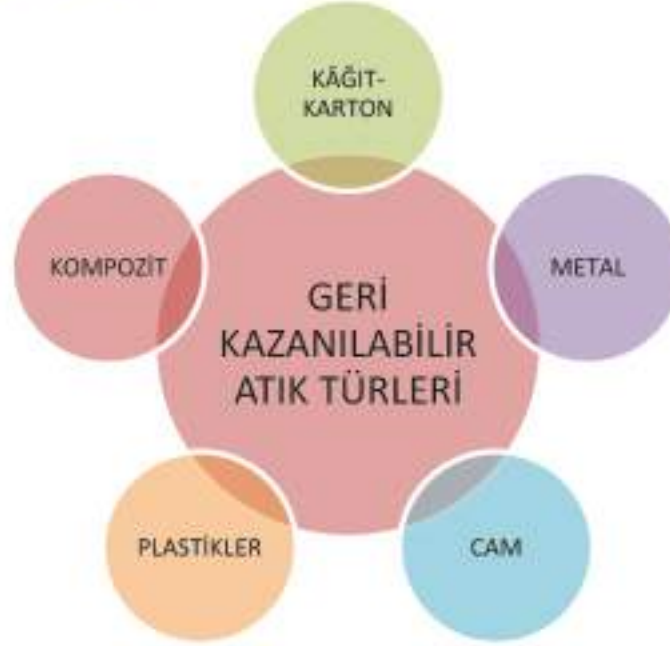 KÂĞIT-
KARTON
KOMPOZİT
METAL
GERİ
KAZANILABİLİR
ATIK TÜRLERİ
PLASTİKLER
CAM